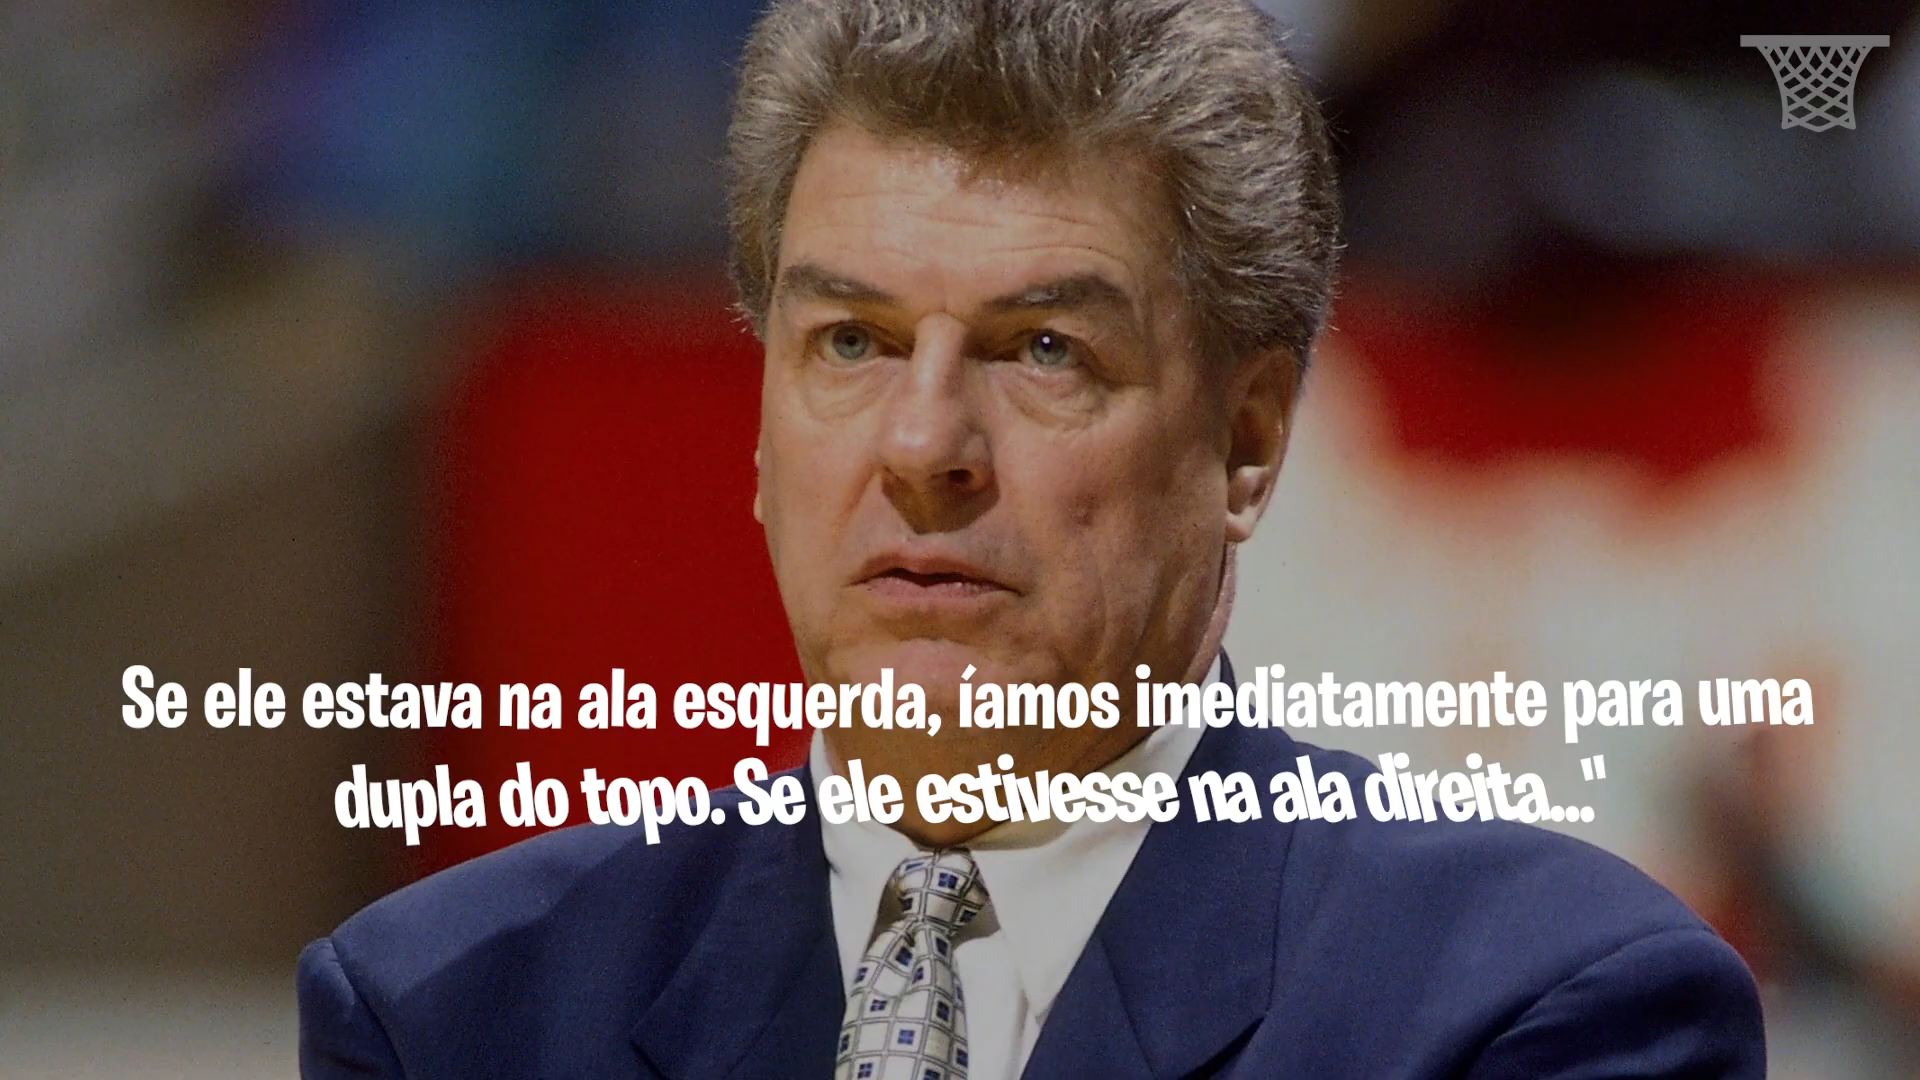 Se ele estava na ala esquerda, íamos imediatamente para uma
dupla do topo. Se ele estivesse na ala direita..."